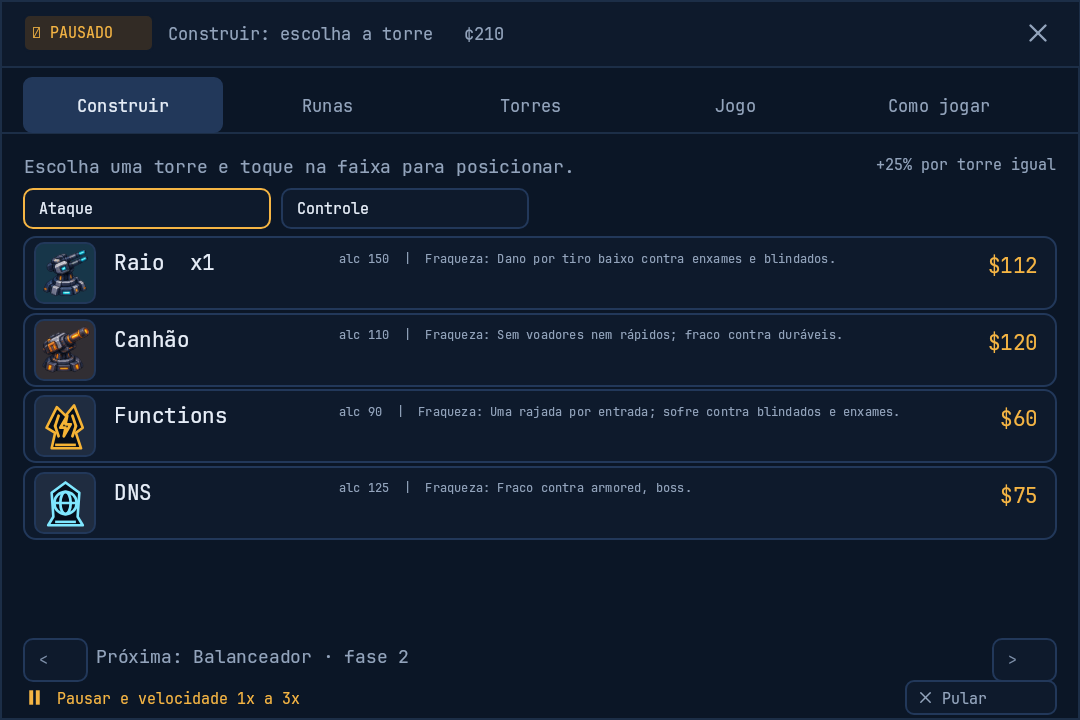 PAUSADO Construir: escolha a torre ₵210
Construir Runas Torres Jogo Como jogar
Escolha uma torre e toque na faixa para posicionar. +25% por torre igual
Ataque Controle
Raio x1 alc 150 | Fraqueza: Dano por tiro baixo contra enxames e blindados. $112
Canhão alc 110 | Fraqueza: Sem voadores nem rápidos; fraco contra duráveis. $120
Functions alc 90 | Fraqueza: Uma rajada por entrada; sofre contra blindados e enxames. $60
DNS alc 125 | Fraqueza: Fraco contra armored, boss. $75
< Próxima: Balanceador · fase 2 >
Pausar e velocidade 1x a 3x Pular